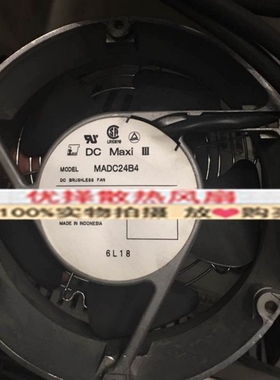 DC Maxi III
MODEL MADC24B4
DC BRUSHLESS FAN
优择散热风扇
100%实物拍摄 放❤购
MADE IN INDONESIA
6L18